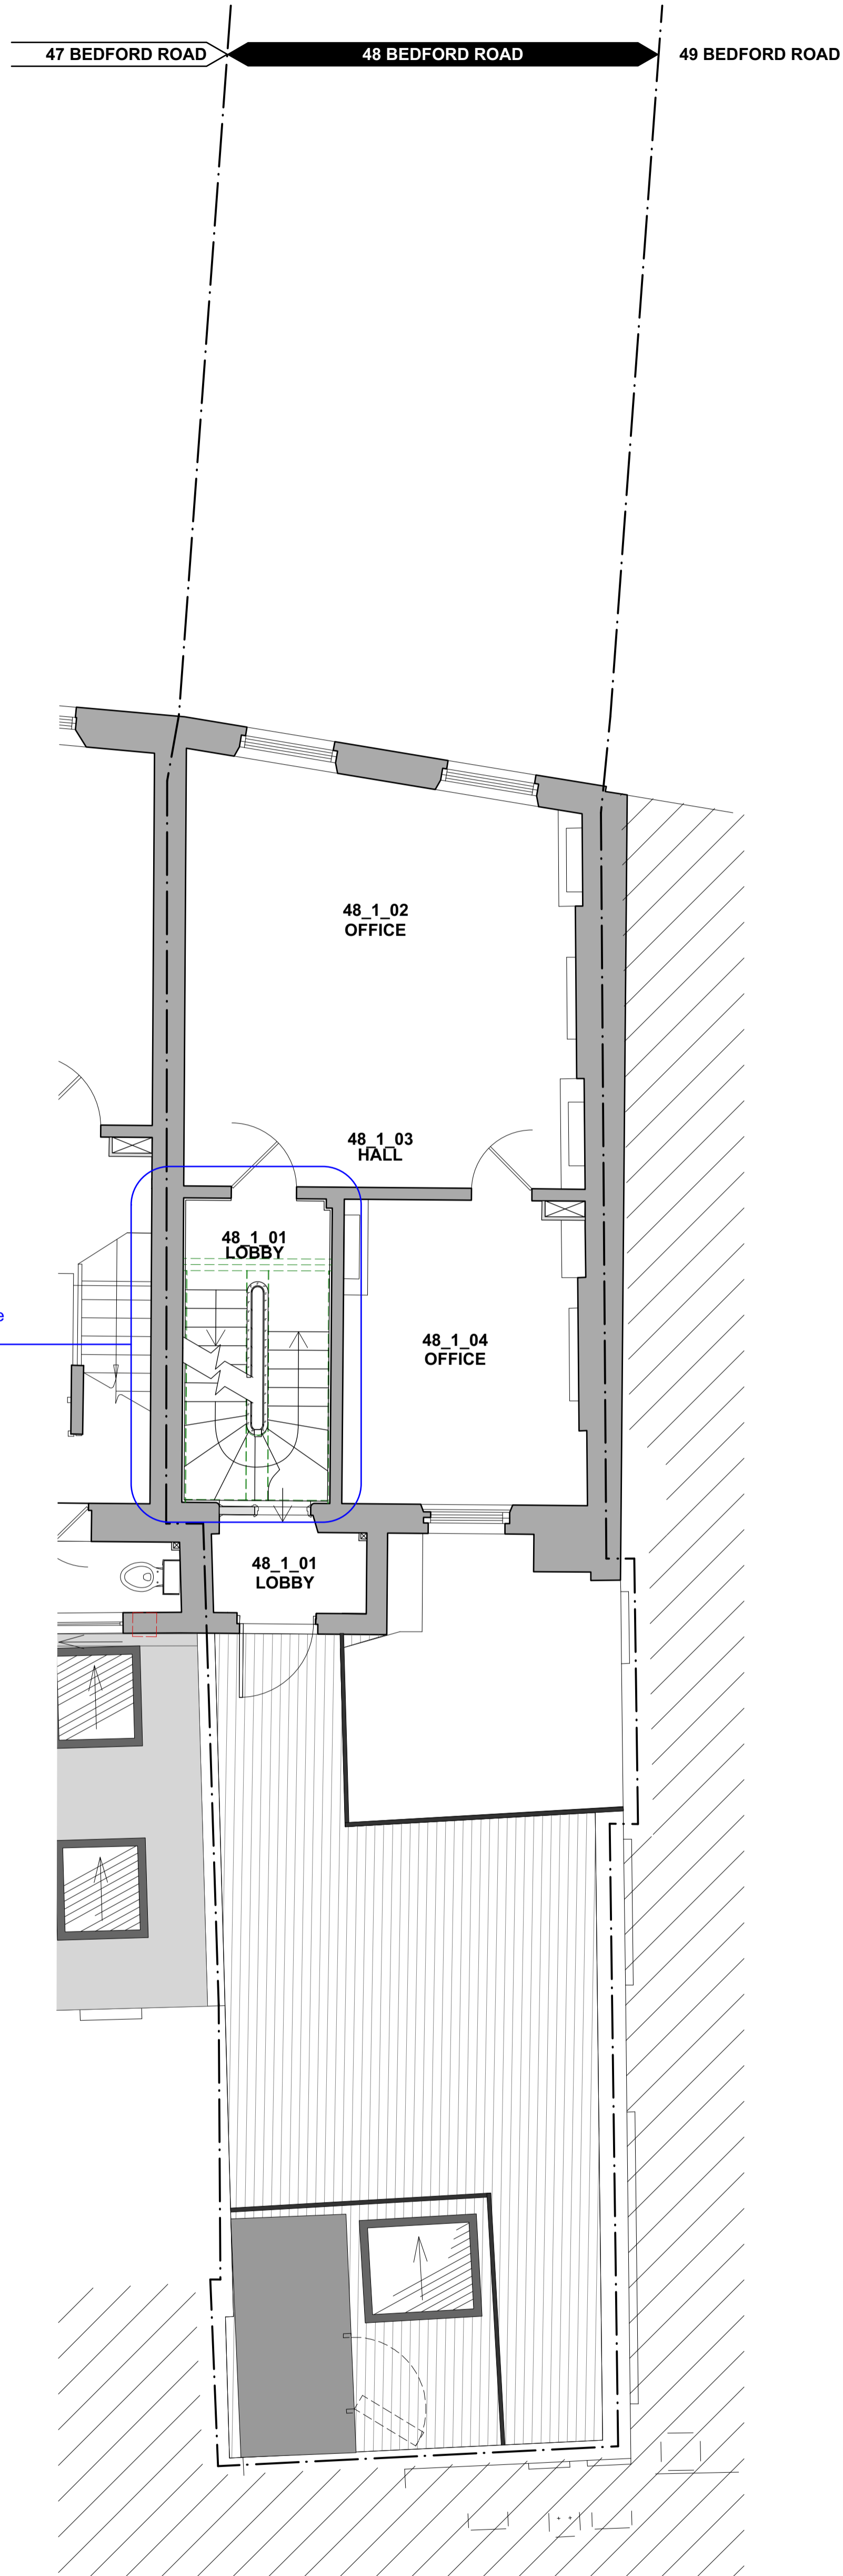 47 BEDFORD ROAD
48 BEDFORD ROAD
49 BEDFORD ROAD
48_1_02
OFFICE
48_1_03
HALL
48_1_01
LOBBY
48_1_04
OFFICE
48_1_01
LOBBY